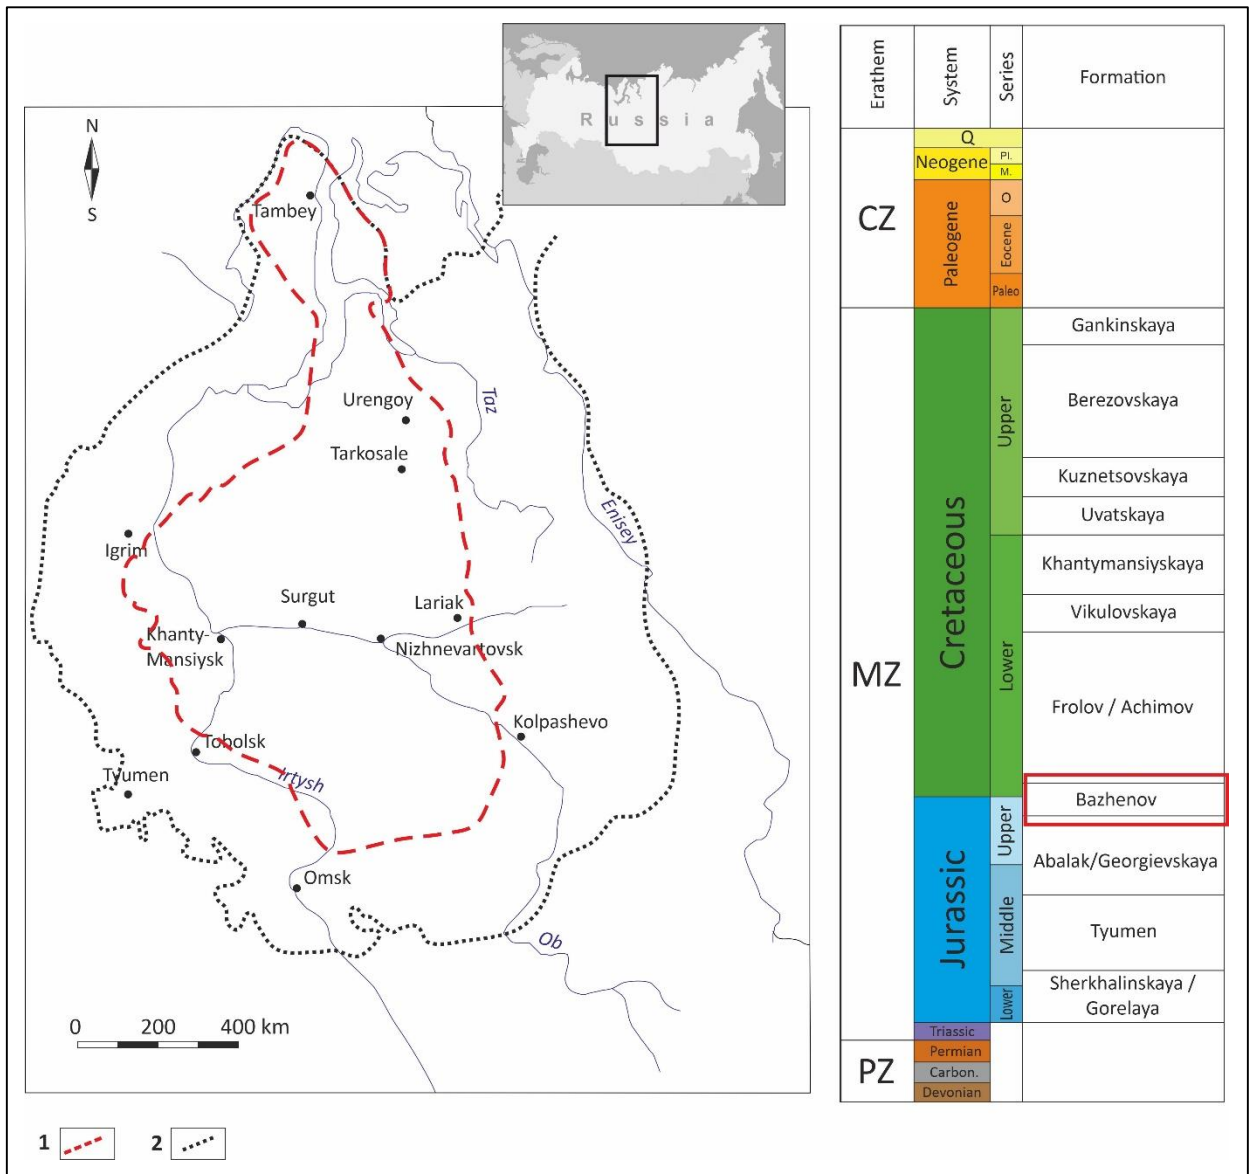 N
S
Russia
Tambey
Urengoy
Taz
Tarkosale
Enisey
Igrim
Surgut
Lariak
Khanty-
Mansiysk
Nizhnevartovsk
Kolpashevo
Tobolsk
Tyumen
Irtysh
Omsk
Ob
0 200 400 km
1
2
Erathem
System
Series
Formation
CZ
Q
Neogene
Pl.
M.
Paleogene
O
Eocene
Paleo
MZ
Cretaceous
Upper
Gankinskaya
Berezovskaya
Kuznetsovskaya
Uvatskaya
Lower
Khantymansiyskaya
Vikulovskaya
Frolov / Achimov
Bazhenov
Jurassic
Upper
Abalak/Georgievskaya
Middle
Tyumen
Lower
Sherkhalinskaya /
Gorelaya
Triassic
PZ
Permian
Carbon.
Devonian